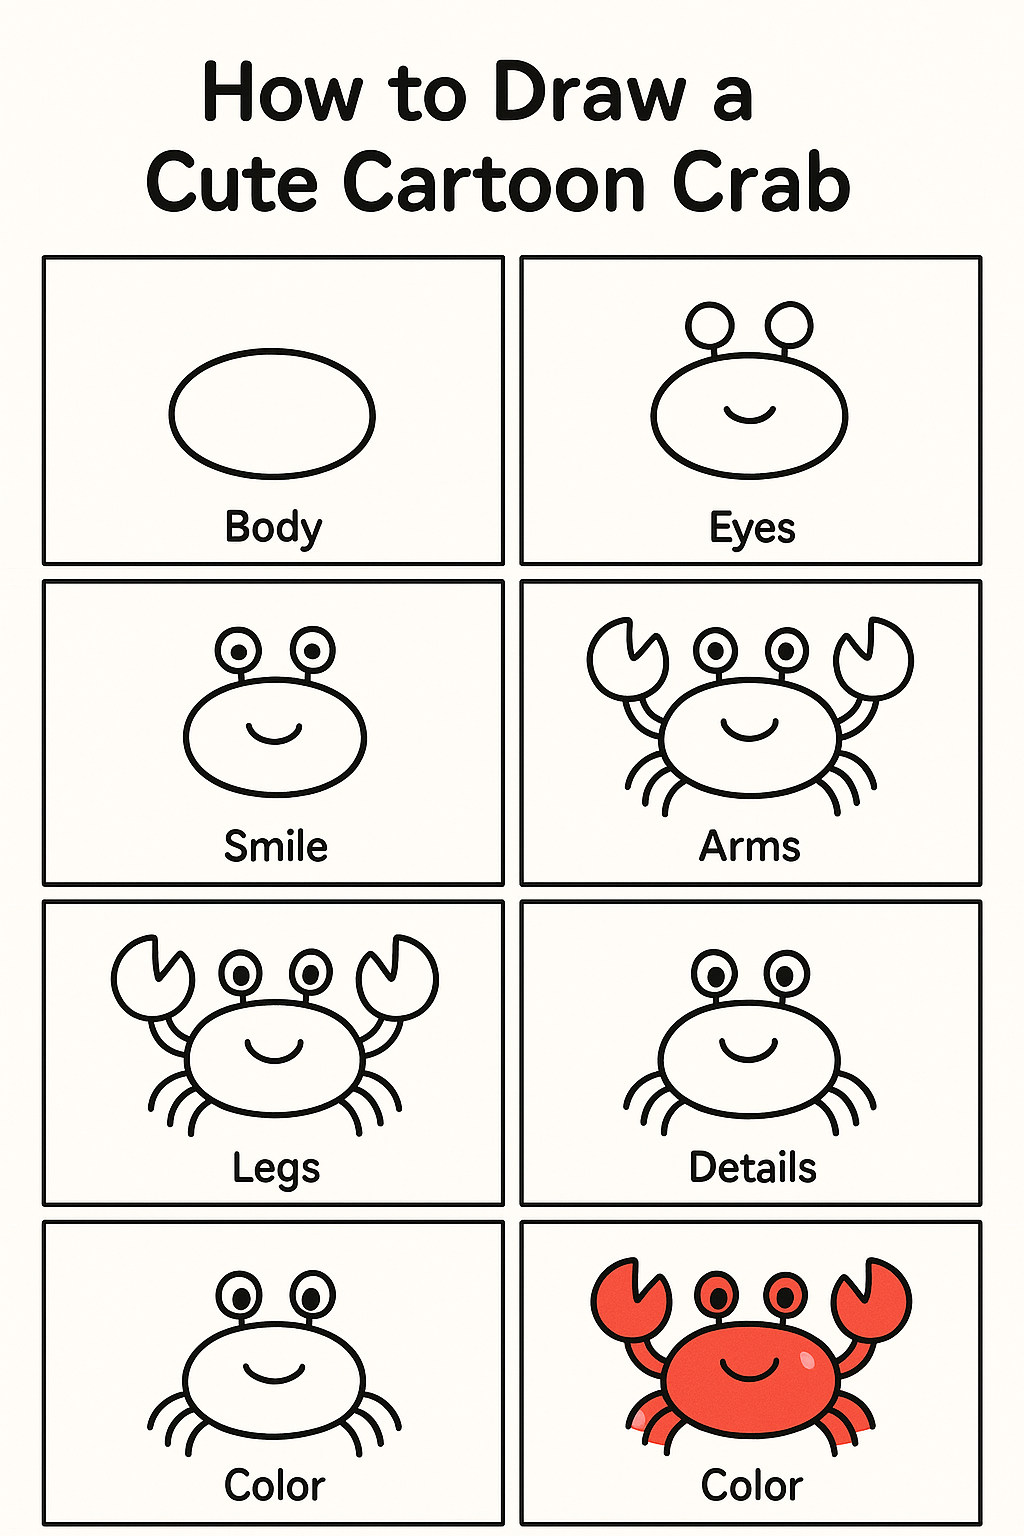 How to Draw a
Cute Cartoon Crab
Body
Eyes
Smile
Arms
Legs
Details
Color
Color